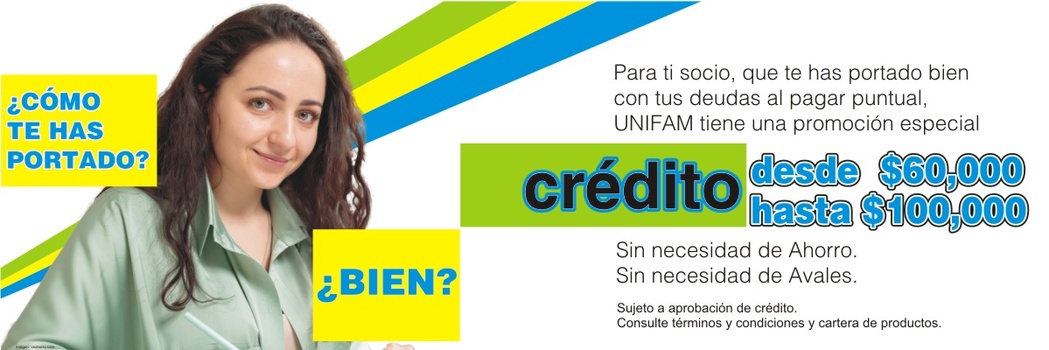 ¿CÓMO
TE HAS
PORTADO?
¿BIEN?
Para ti socio, que te has portado bien
con tus deudas al pagar puntual,
UNIFAM tiene una promoción especial
crédito desde $60,000
hasta $100,000
Sin necesidad de Ahorro.
Sin necesidad de Avales.
Sujeto a aprobación de crédito.
Consulte términos y condiciones y cartera de productos.